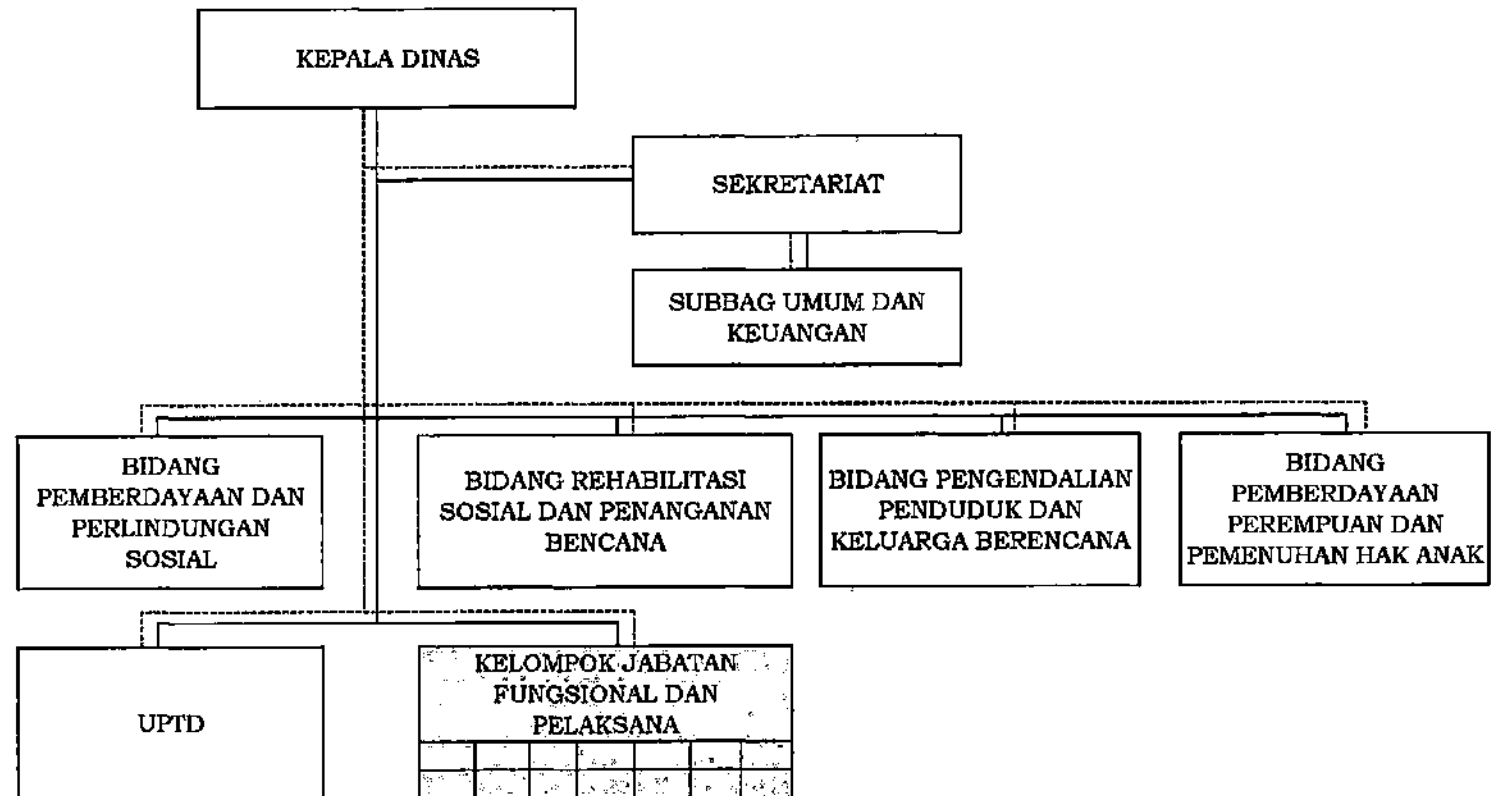 KEPALA DINAS
SEKRETARIAT
SUBBAG UMUM DAN
KEUANGAN
BIDANG
PEMBERDAYAAN DAN
PERLINDUNGAN
SOSIAL
BIDANG REHABILITASI
SOSIAL DAN PENANGANAN
BENCANA
BIDANG PENGENDALIAN
PENDUDUK DAN
KELUARGA BERENCANA
BIDANG
PEMBERDAYAAN
PEREMPUAN DAN
PEMENUHAN HAK ANAK
UPTD
KELOMPOK JABATAN
FUNGSIONAL DAN
PELAKSANA